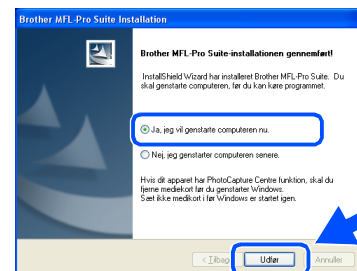 Brother MFL-Pro Suite Installation
Brother MFL-Pro Suite-installationen gennemført!
InstallShield Wizard har installeret Brother MFL-Pro Suite. Du
skal genstarte computeren, før du kan køre programmet.
Ja, jeg vil genstarte computeren nu.
Nej, jeg genstarter computeren senere.
Hvis dit apparat har PhotoCapture Centre funktion, skal du
fjerne mediekort før du genstarter Windows.
Sæt ikke medikort i før Windows er startet igen.
< Tilbage Udfør Annuller